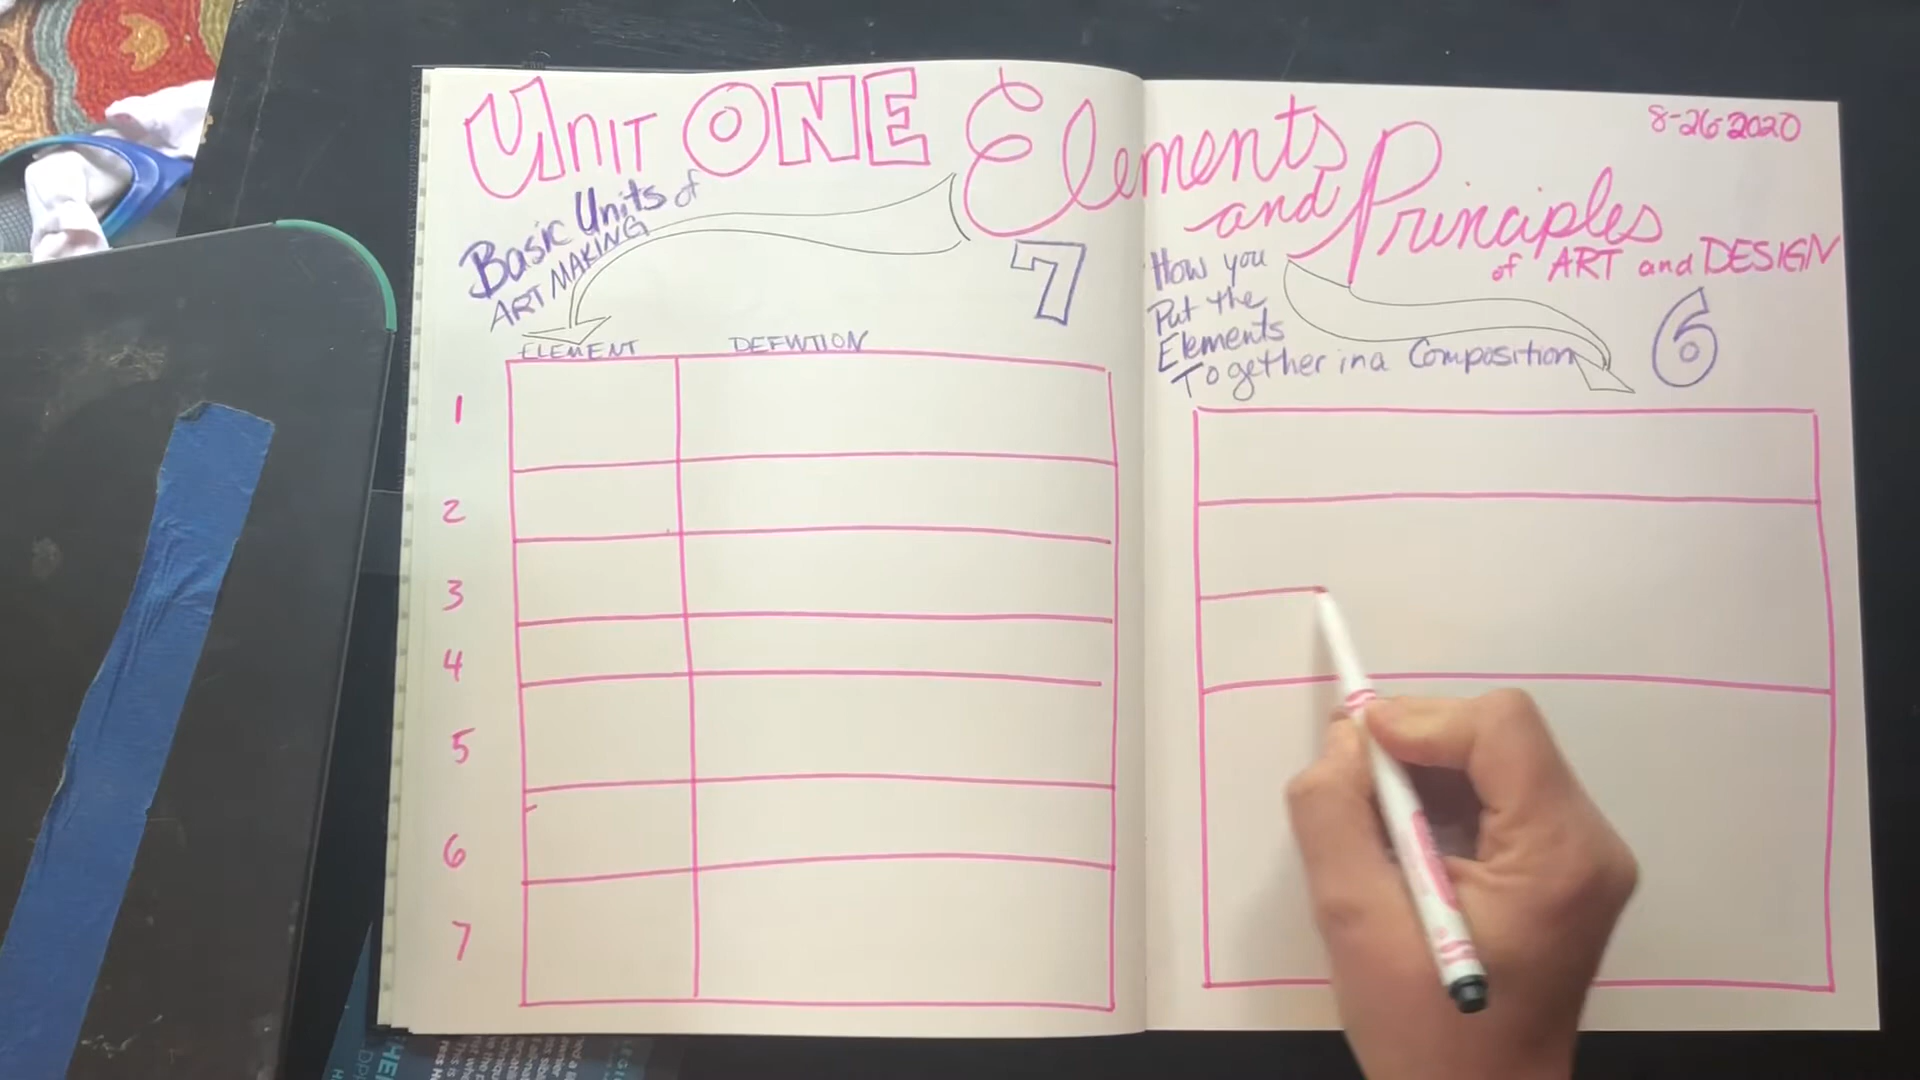 Unit ONE Elements
and Principles
of ART and DESIGN
8-26-2020
Basic Units of
ART MAKING
7
How you
Put the
Elements
Together in a Composition
6
ELEMENT DEFINTION
1
2
3
4
5
6
7